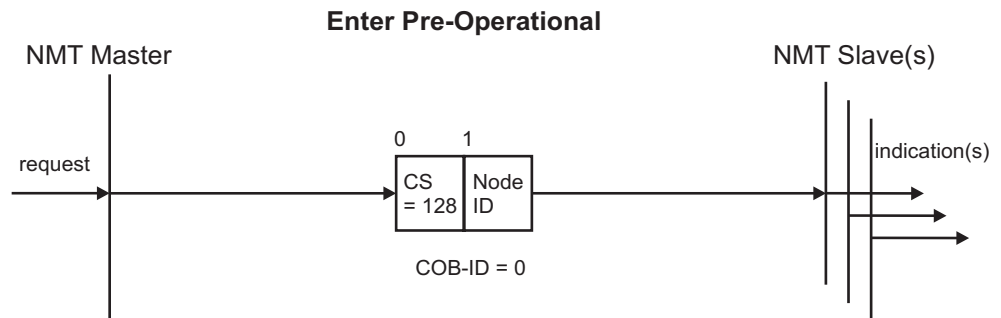 Enter Pre-Operational
NMT Master
NMT Slave(s)
request
0 1
indication(s)
CS
= 128
Node
ID
COB-ID = 0